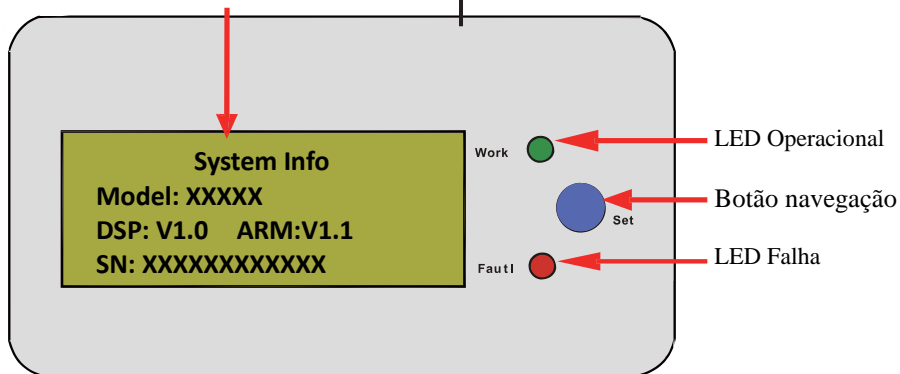 System Info
Model: XXXXX
DSP: V1.0 ARM:V1.1
SN: XXXXXXXXXXXX
Work
Set
Fautl
LED Operacional
Botão navegação
LED Falha